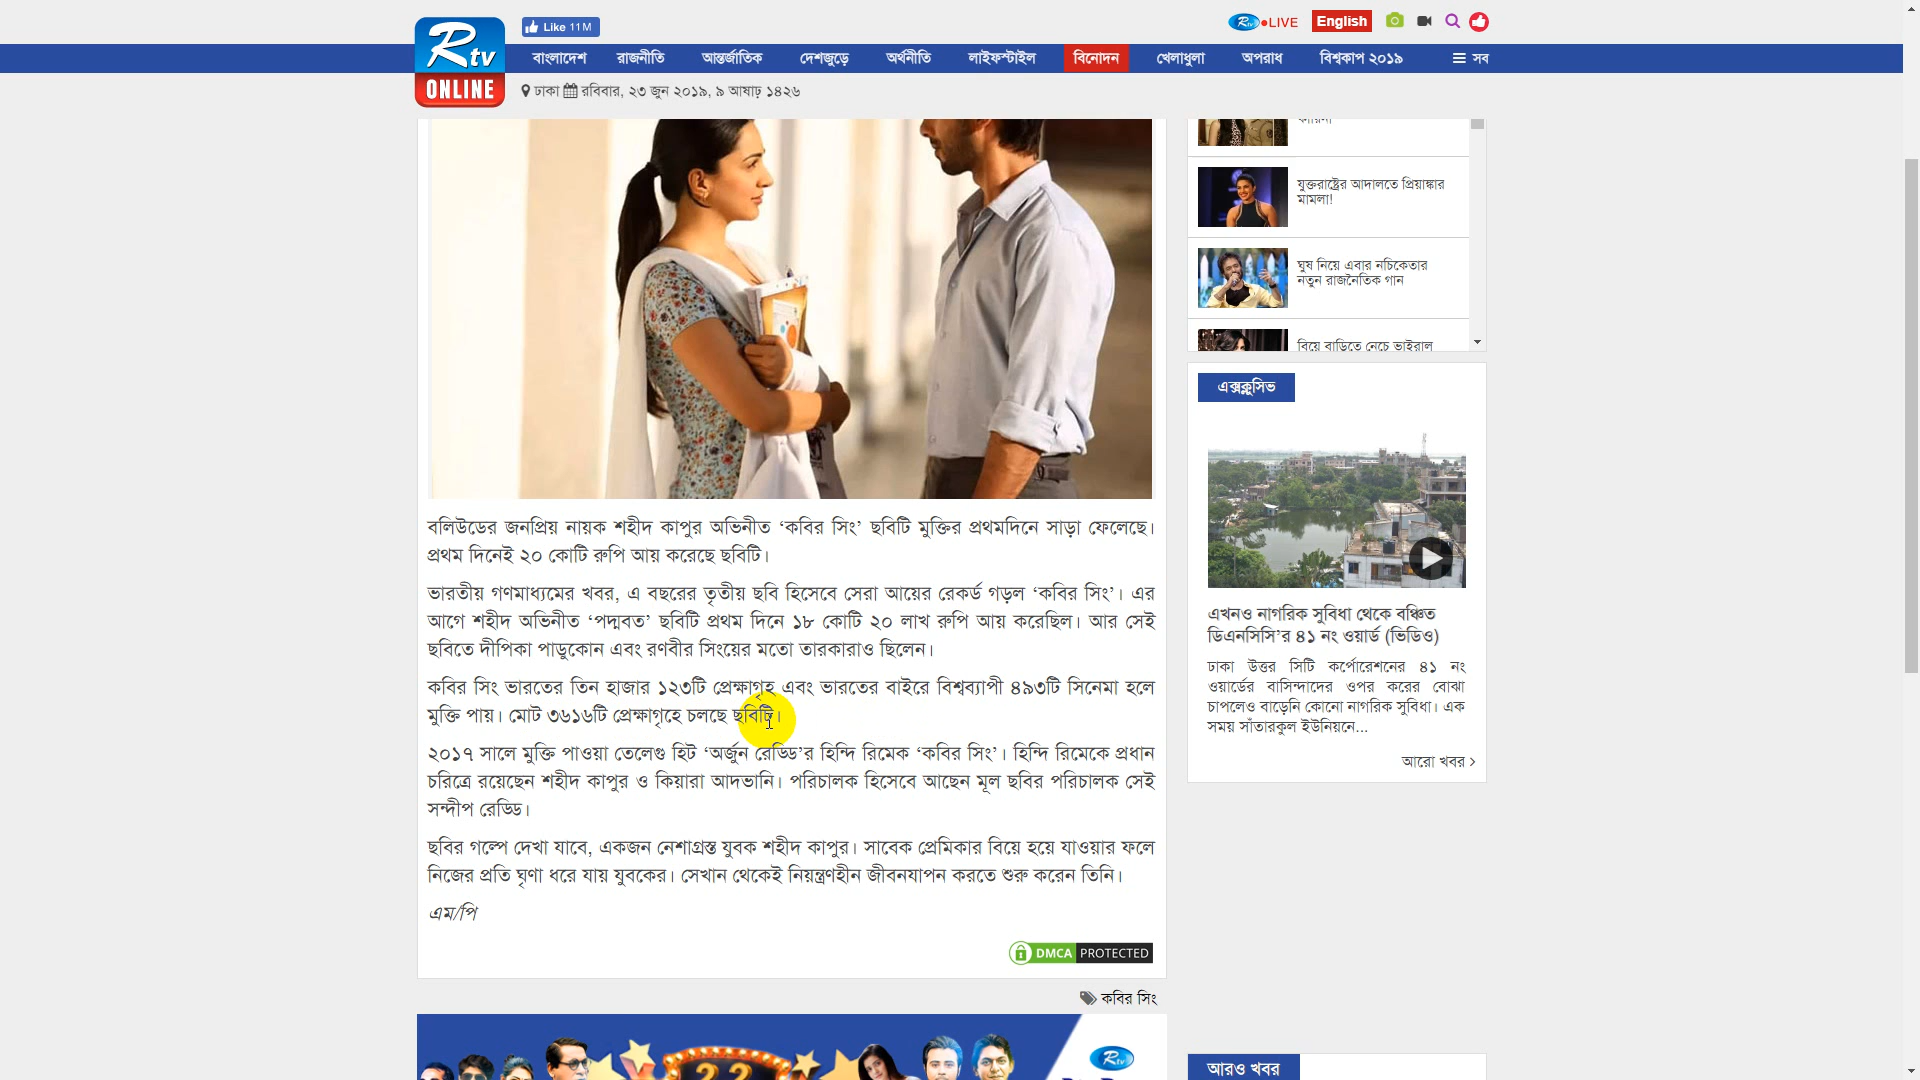 Like 11M
Rtv LIVE
English
Rtv
ONLINE
বাংলাদেশ রাজনীতি আন্তর্জাতিক দেশজুড়ে অর্থনীতি লাইফস্টাইল বিনোদন খেলাধুলা অপরাধ বিশ্বকাপ ২০১৯ সব
ঢাকা রবিবার, ২৩ জুন ২০১৯, ৯ আষাঢ় ১৪২৬
বলিউডের জনপ্রিয় নায়ক শহীদ কাপুর অভিনীত ‘কবির সিং’ ছবিটি মুক্তির প্রথমদিনে সাড়া ফেলেছে।
প্রথম দিনেই ২০ কোটি রুপি আয় করেছে ছবিটি।
ভারতীয় গণমাধ্যমের খবর, এ বছরের তৃতীয় ছবি হিসেবে সেরা আয়ের রেকর্ড গড়ল ‘কবির সিং’। এর
আগে শহীদ অভিনীত ‘পদ্মবত’ ছবিটি প্রথম দিনে ১৮ কোটি ২০ লাখ রুপি আয় করেছিল। আর সেই
ছবিতে দীপিকা পাড়ুকোন এবং রণবীর সিংয়ের মতো তারকারাও ছিলেন।
কবির সিং ভারতের তিন হাজার ১২৩টি প্রেক্ষাগৃহ এবং ভারতের বাইরে বিশ্বব্যাপী ৪৯৩টি সিনেমা হলে
মুক্তি পায়। মোট ৩৬১৬টি প্রেক্ষাগৃহে চলছে ছবিটি।
২০১৭ সালে মুক্তি পাওয়া তেলেগু হিট ‘অর্জুন রেড্ডি’র হিন্দি রিমেক ‘কবির সিং’। হিন্দি রিমেকে প্রধান
চরিত্রে রয়েছেন শহীদ কাপুর ও কিয়ারা আদভানি। পরিচালক হিসেবে আছেন মূল ছবির পরিচালক সেই
সন্দীপ রেড্ডি।
ছবির গল্পে দেখা যাবে, একজন নেশাগ্রস্ত যুবক শহীদ কাপুর। সাবেক প্রেমিকার বিয়ে হয়ে যাওয়ার ফলে
নিজের প্রতি ঘৃণা ধরে যায় যুবকের। সেখান থেকেই নিয়ন্ত্রণহীন জীবনযাপন করতে শুরু করেন তিনি।
এম/পি
DMCA PROTECTED
কবির সিং
22
Rtv
যুক্তরাষ্ট্রের আদালতে প্রিয়াঙ্কার
মামলা!
ঘুষ নিয়ে এবার নচিকেতার
নতুন রাজনৈতিক গান
বিয়ে বাড়িতে নেচে ভাইরাল
এক্সক্লুসিভ
এখনও নাগরিক সুবিধা থেকে বঞ্চিত
ডিএনসিসি’র ৪১ নং ওয়ার্ড (ভিডিও)
ঢাকা উত্তর সিটি কর্পোরেশনের ৪১ নং
ওয়ার্ডের বাসিন্দাদের ওপর করের বোঝা
চাপলেও বাড়েনি কোনো নাগরিক সুবিধা। এক
সময় সাঁতারকুল ইউনিয়নে...
আরো খবর
আরও খবর